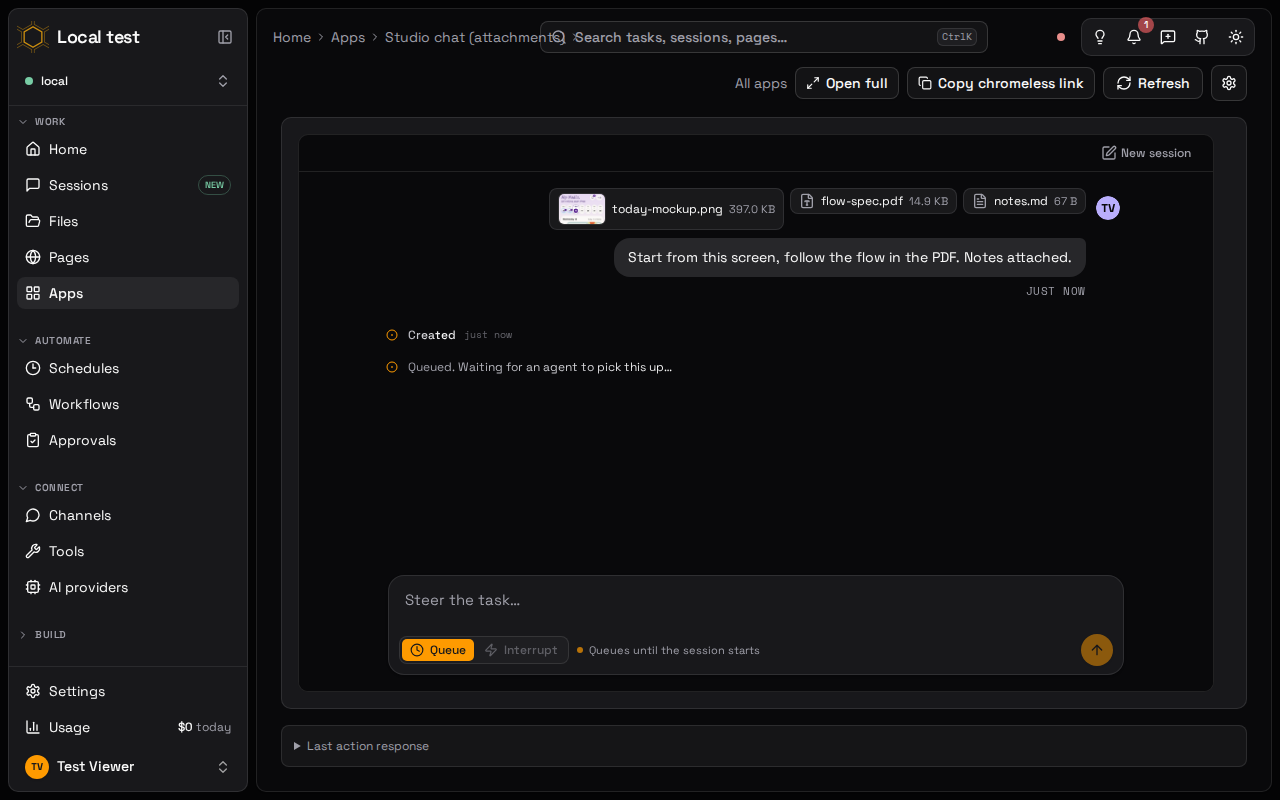 Local test
local
WORK
Home
Sessions NEW
Files
Pages
Apps
AUTOMATE
Schedules
Workflows
Approvals
CONNECT
Channels
Tools
AI providers
BUILD
Settings
Usage $0 today
TV Test Viewer
Home > Apps > Studio chat (attachments)
Search tasks, sessions, pages... CtrlK
1
All apps Open full Copy chromeless link Refresh
New session
today-mockup.png 397.0 KB flow-spec.pdf 14.9 KB notes.md 67 B TV
Start from this screen, follow the flow in the PDF. Notes attached.
JUST NOW
Created just now
Queued. Waiting for an agent to pick this up...
Steer the task...
Queue Interrupt Queues until the session starts
Last action response